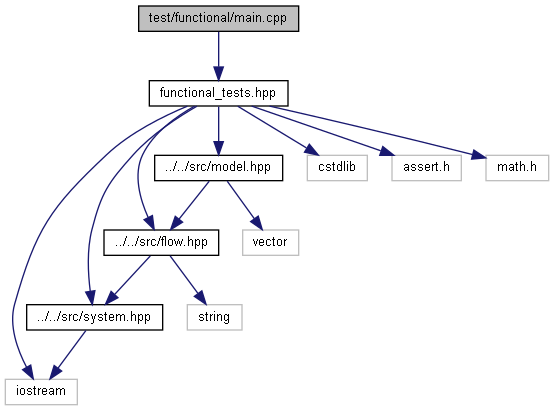 test/functional/main.cpp
functional_tests.hpp
../../src/model.hpp
cstdlib
assert.h
math.h
../../src/flow.hpp
vector
../../src/system.hpp
string
iostream